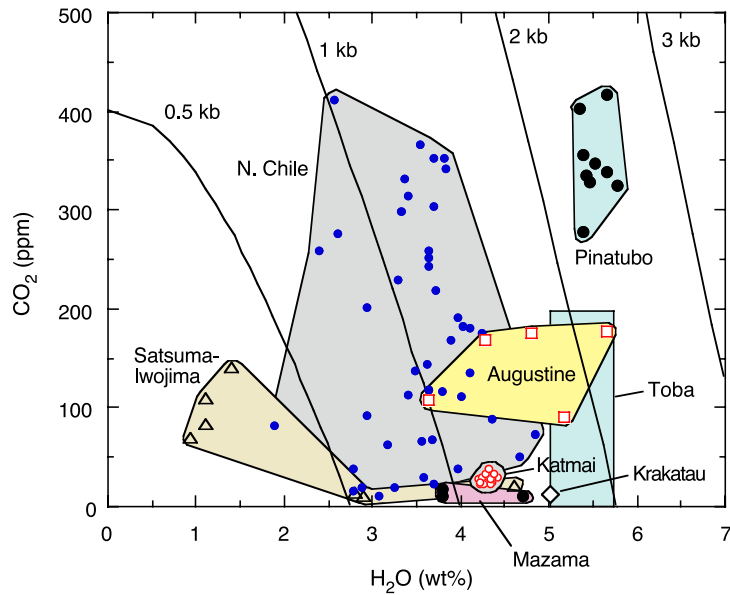 500
400
300
200
100
0
CO2 (ppm)
0 1 2 3 4 5 6 7
H2O (wt%)
0.5 kb
1 kb
2 kb
3 kb
N. Chile
Pinatubo
Satsuma-
Iwojima
Augustine
Toba
Katmai
Krakatau
Mazama